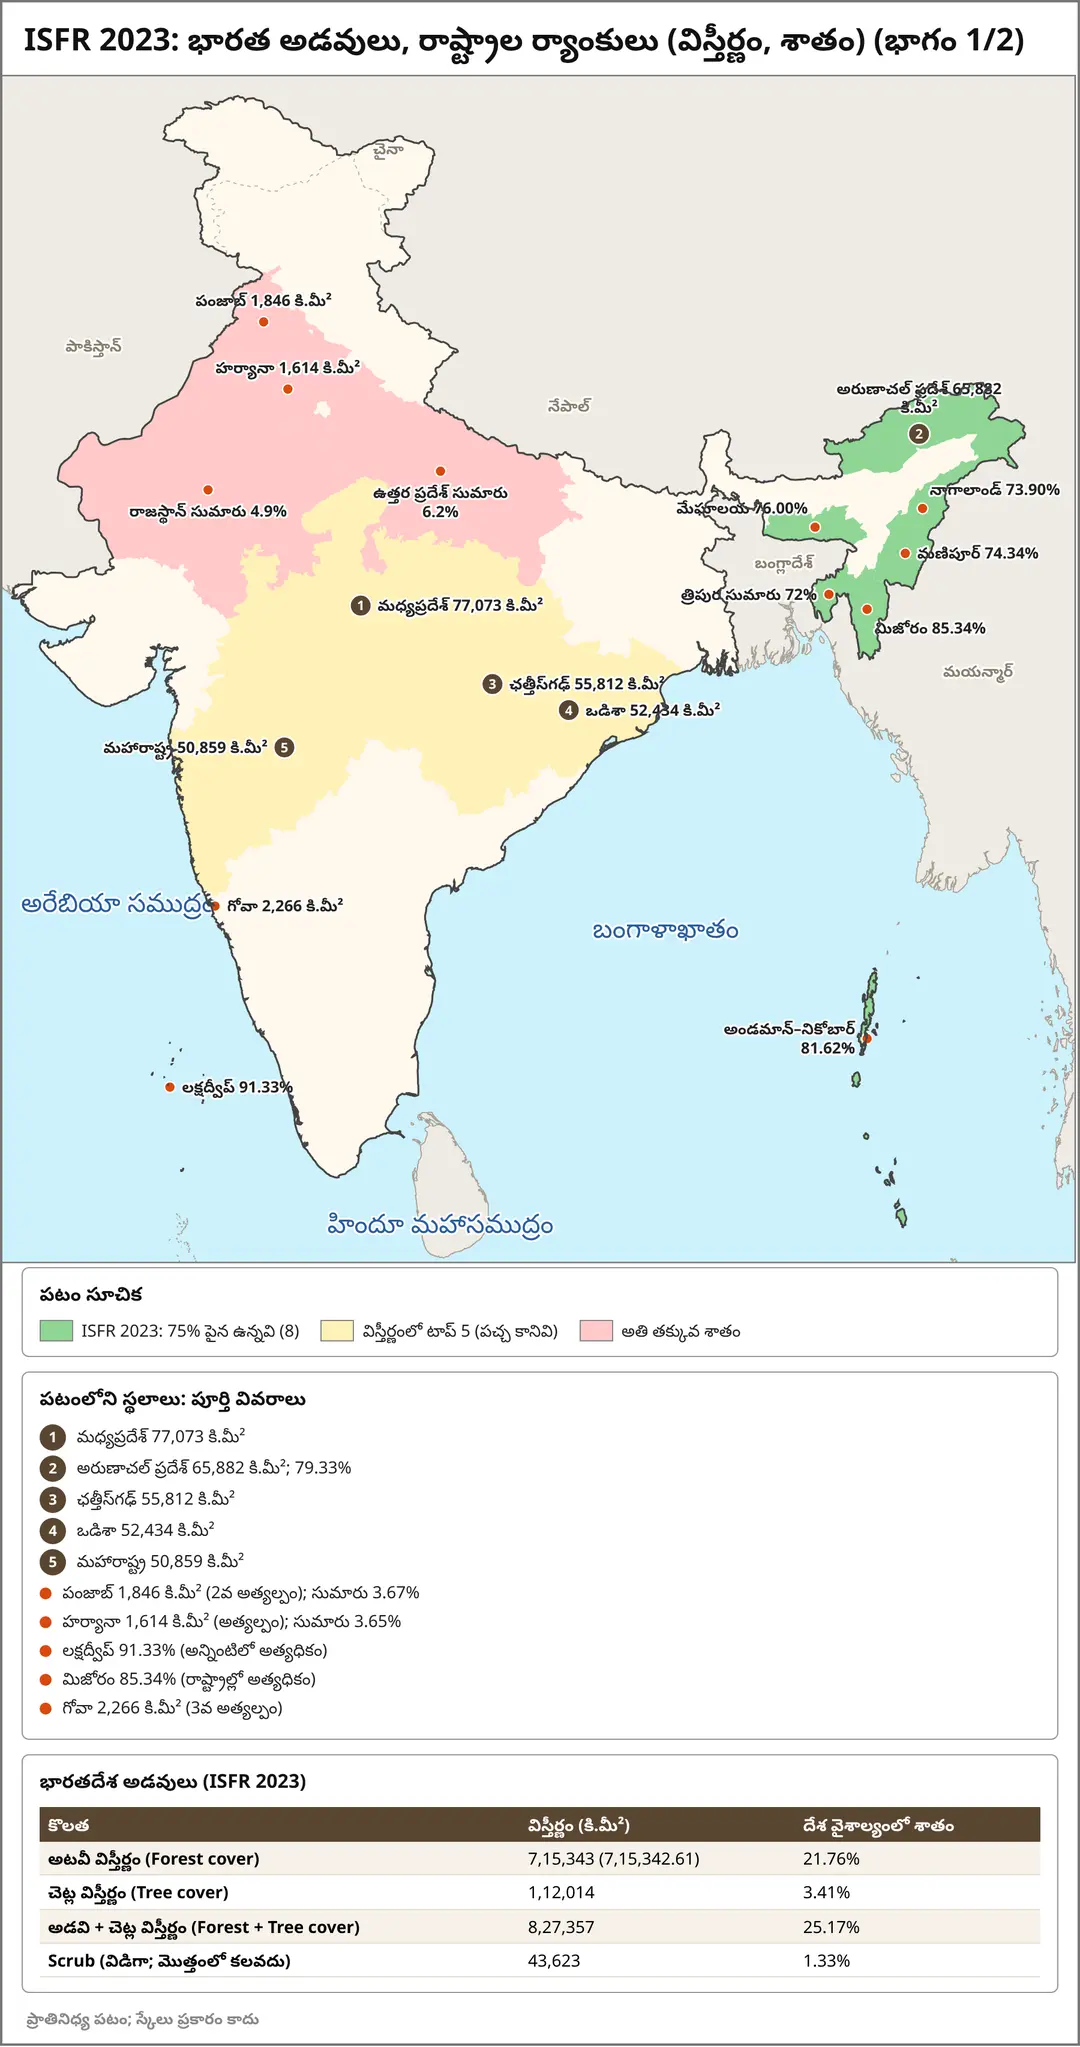 ISFR 2023: భారత అడవులు, రాష్ట్రాల ర్యాంకులు (విస్తీర్ణం, శాతం) (భాగం 1/2)
చైనా
పంజాబ్ 1,846 కి.మీ²
పాకిస్తాన్
హర్యానా 1,614 కి.మీ²
నేపాల్
అరుణాచల్ ప్రదేశ్ 65,882
కి.మీ²
2
రాజస్థాన్ సుమారు 4.9%
ఉత్తర ప్రదేశ్ సుమారు
6.2%
నాగాలాండ్ 73.90%
మేఘాలయ 76.00%
మణిపూర్ 74.34%
బంగ్లాదేశ్
త్రిపుర సుమారు 72%
1 మధ్యప్రదేశ్ 77,073 కి.మీ²
మిజోరం 85.34%
మయన్మార్
3 ఛత్తీస్‌గఢ్ 55,812 కి.మీ²
4 ఒడిశా 52,434 కి.మీ²
మహారాష్ట్ర 50,859 కి.మీ² 5
అరేబియా సముద్రం
గోవా 2,266 కి.మీ²
బంగాళాఖాతం
అండమాన్–నికోబార్
81.62%
లక్షద్వీప్ 91.33%
హిందూ మహాసముద్రం
పటం సూచిక
ISFR 2023: 75% పైన ఉన్నవి (8) విస్తీర్ణంలో టాప్ 5 (పచ్చ కానివి) అతి తక్కువ శాతం
పటంలోని స్థలాలు: పూర్తి వివరాలు
1 మధ్యప్రదేశ్ 77,073 కి.మీ²
2 అరుణాచల్ ప్రదేశ్ 65,882 కి.మీ²; 79.33%
3 ఛత్తీస్‌గఢ్ 55,812 కి.మీ²
4 ఒడిశా 52,434 కి.మీ²
5 మహారాష్ట్ర 50,859 కి.మీ²
పంజాబ్ 1,846 కి.మీ² (2వ అత్యల్పం); సుమారు 3.67%
హర్యానా 1,614 కి.మీ² (అత్యల్పం); సుమారు 3.65%
లక్షద్వీప్ 91.33% (అన్నింటిలో అత్యధికం)
మిజోరం 85.34% (రాష్ట్రాల్లో అత్యధికం)
గోవా 2,266 కి.మీ² (3వ అత్యల్పం)
భారతదేశ అడవులు (ISFR 2023)
కొలత విస్తీర్ణం (కి.మీ²) దేశ వైశాల్యంలో శాతం
అటవీ విస్తీర్ణం (Forest cover) 7,15,343 (7,15,342.61) 21.76%
చెట్ల విస్తీర్ణం (Tree cover) 1,12,014 3.41%
అడవి + చెట్ల విస్తీర్ణం (Forest + Tree cover) 8,27,357 25.17%
Scrub (విడిగా; మొత్తంలో కలవదు) 43,623 1.33%
ప్రాతినిధ్య పటం; స్కేలు ప్రకారం కాదు